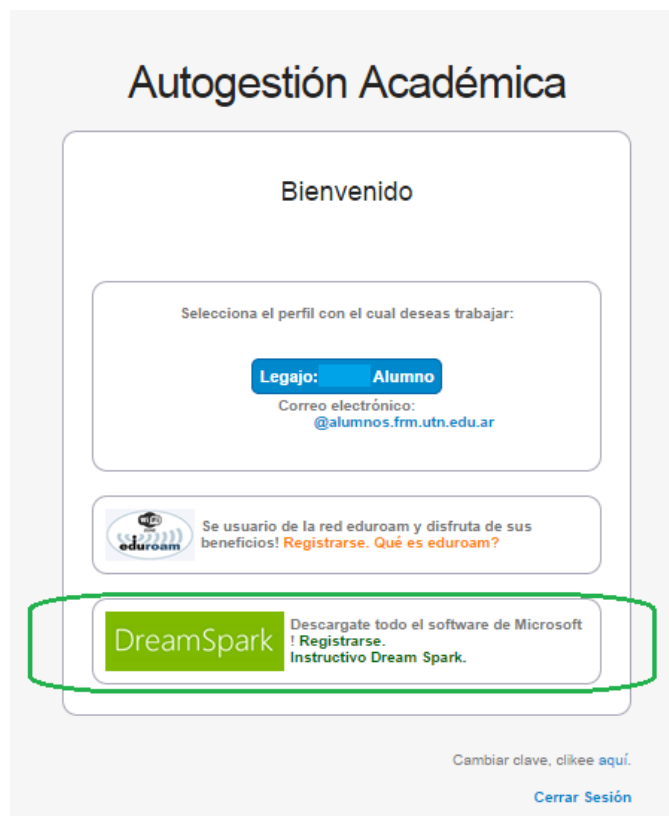 Autogestión Académica
Bienvenido
Selecciona el perfil con el cual deseas trabajar:
Legajo: Alumno
Correo electrónico:
@alumnos.frm.utn.edu.ar
WiFi
eduroam
Se usuario de la red eduroam y disfruta de sus
beneficios! Registrarse. Qué es eduroam?
DreamSpark
Descargate todo el software de Microsoft
! Registrarse.
Instructivo Dream Spark.
Cambiar clave, clikee aquí.
Cerrar Sesión